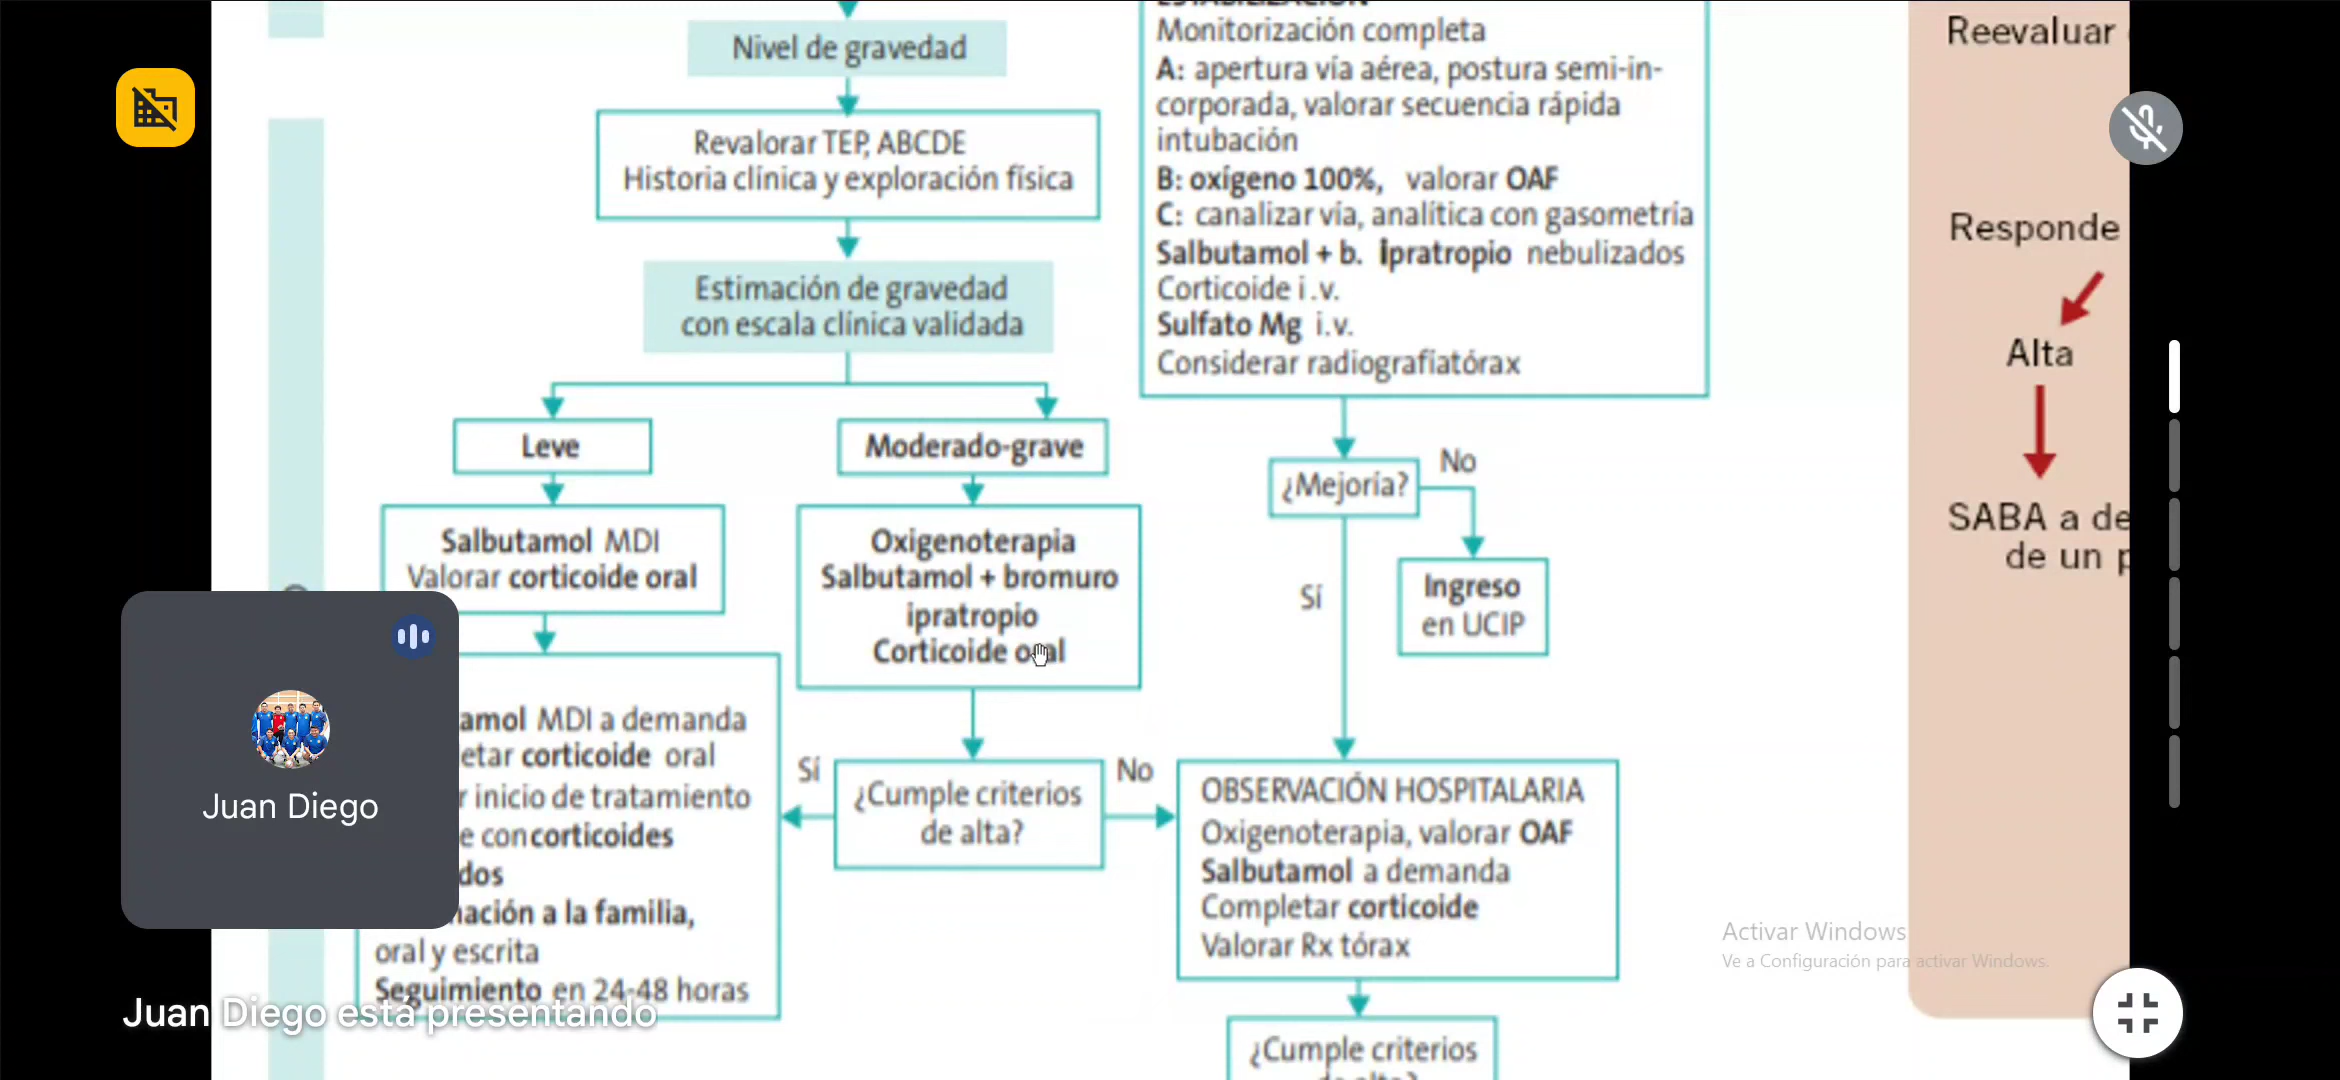 Nivel de gravedad
Revalorar TEP, ABCDE
Historia clínica y exploración física
Estimación de gravedad
con escala clínica validada
Leve
Moderado-grave
Salbutamol MDI
Valorar corticoide oral
Oxigenoterapia
Salbutamol + bromuro
ipratropio
Corticoide oral
amol MDI a demanda
etar corticoide oral
r inicio de tratamiento
e con corticoides
dos
nación a la familia,
oral y escrita
Seguimiento en 24-48 horas
Sí
¿Cumple criterios
de alta?
No
ESTABILIZACIÓN
Monitorización completa
A: apertura vía aérea, postura semi-in-
corporada, valorar secuencia rápida
intubación
B: oxígeno 100%, valorar OAF
C: canalizar vía, analítica con gasometría
Salbutamol + b. ipratropio nebulizados
Corticoide i.v.
Sulfato Mg i.v.
Considerar radiografíatórax
¿Mejoría?
No
Sí
Ingreso
en UCIP
OBSERVACIÓN HOSPITALARIA
Oxigenoterapia, valorar OAF
Salbutamol a demanda
Completar corticoide
Valorar Rx tórax
¿Cumple criterios
de alta?
Reevaluar
Responde
Alta
SABA a de
de un p
Activar Windows
Ve a Configuración para activar Windows.
Juan Diego
Juan Diego está presentando